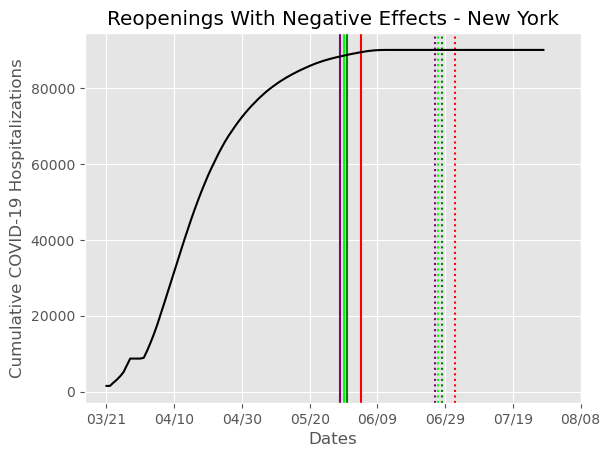 Reopenings With Negative Effects - New York
Cumulative COVID-19 Hospitalizations
80000
60000
40000
20000
0
03/21 04/10 04/30 05/20 06/09 06/29 07/19 08/08
Dates